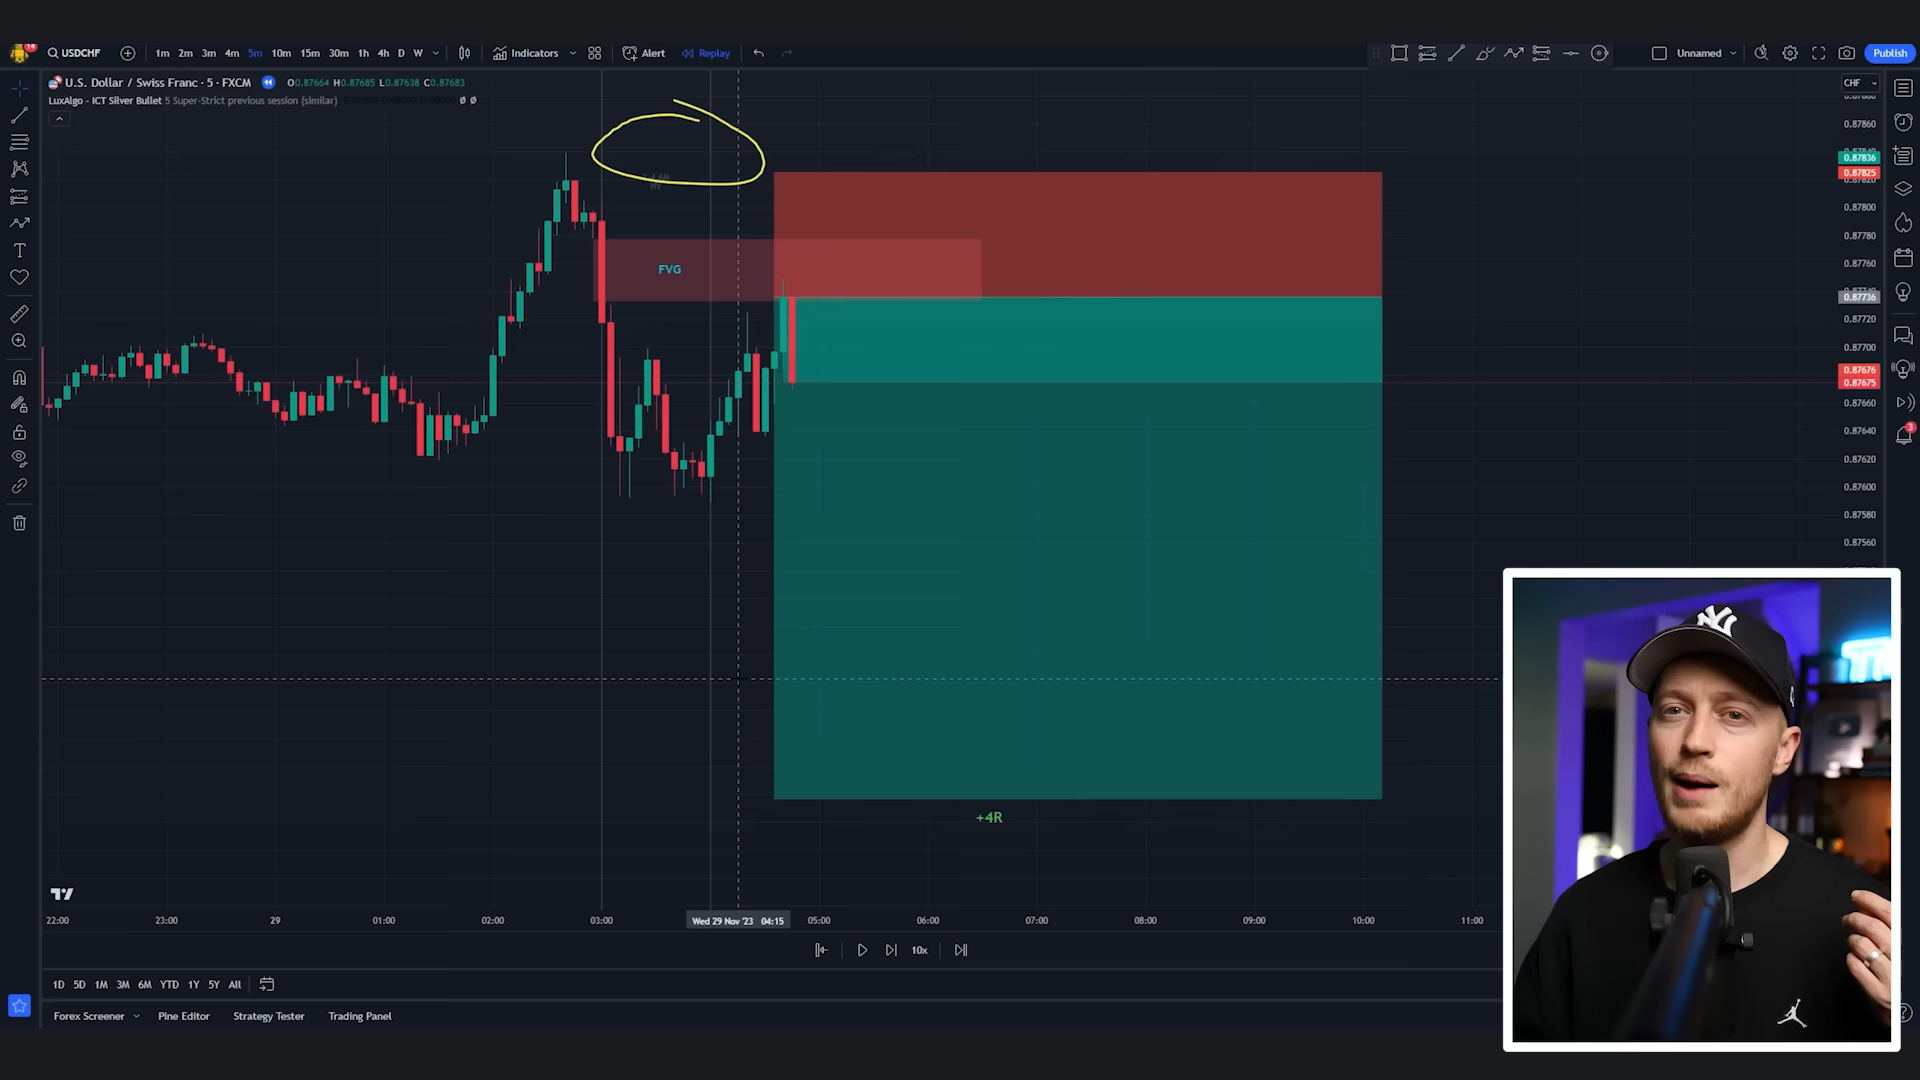 14
USDCHF
1m 2m 3m 4m 5m 10m 15m 30m 1h 4h D W
Indicators
Alert
Replay
Unnamed
Publish
U.S. Dollar / Swiss Franc · 5 · FXCM
O0.87664 H0.87685 L0.87638 C0.87683
CHF
LuxAlgo - ICT Silver Bullet 5 Super-Strict previous session (similar)
0.87860
0.87836
0.87825
0.87800
0.87780
0.87760
FVG
0.87736
0.87720
0.87700
0.87676
0.87675
0.87660
0.87640
3
0.87620
0.87600
0.87580
0.87560
NY
+4R
22:00 23:00 29 01:00 02:00 03:00 Wed 29 Nov '23 04:15 05:00 06:00 07:00 08:00 09:00 10:00 11:00
10x
1D 5D 1M 3M 6M YTD 1Y 5Y All
Forex Screener Pine Editor Strategy Tester Trading Panel